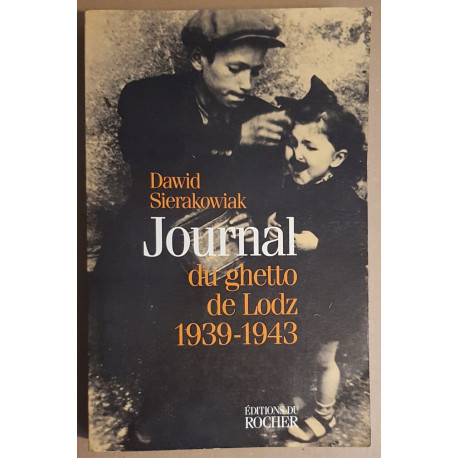 Dawid
Sierakowiak
Journal
du ghetto
de Lodz
1939-1943
ÉDITIONS DU
ROCHER